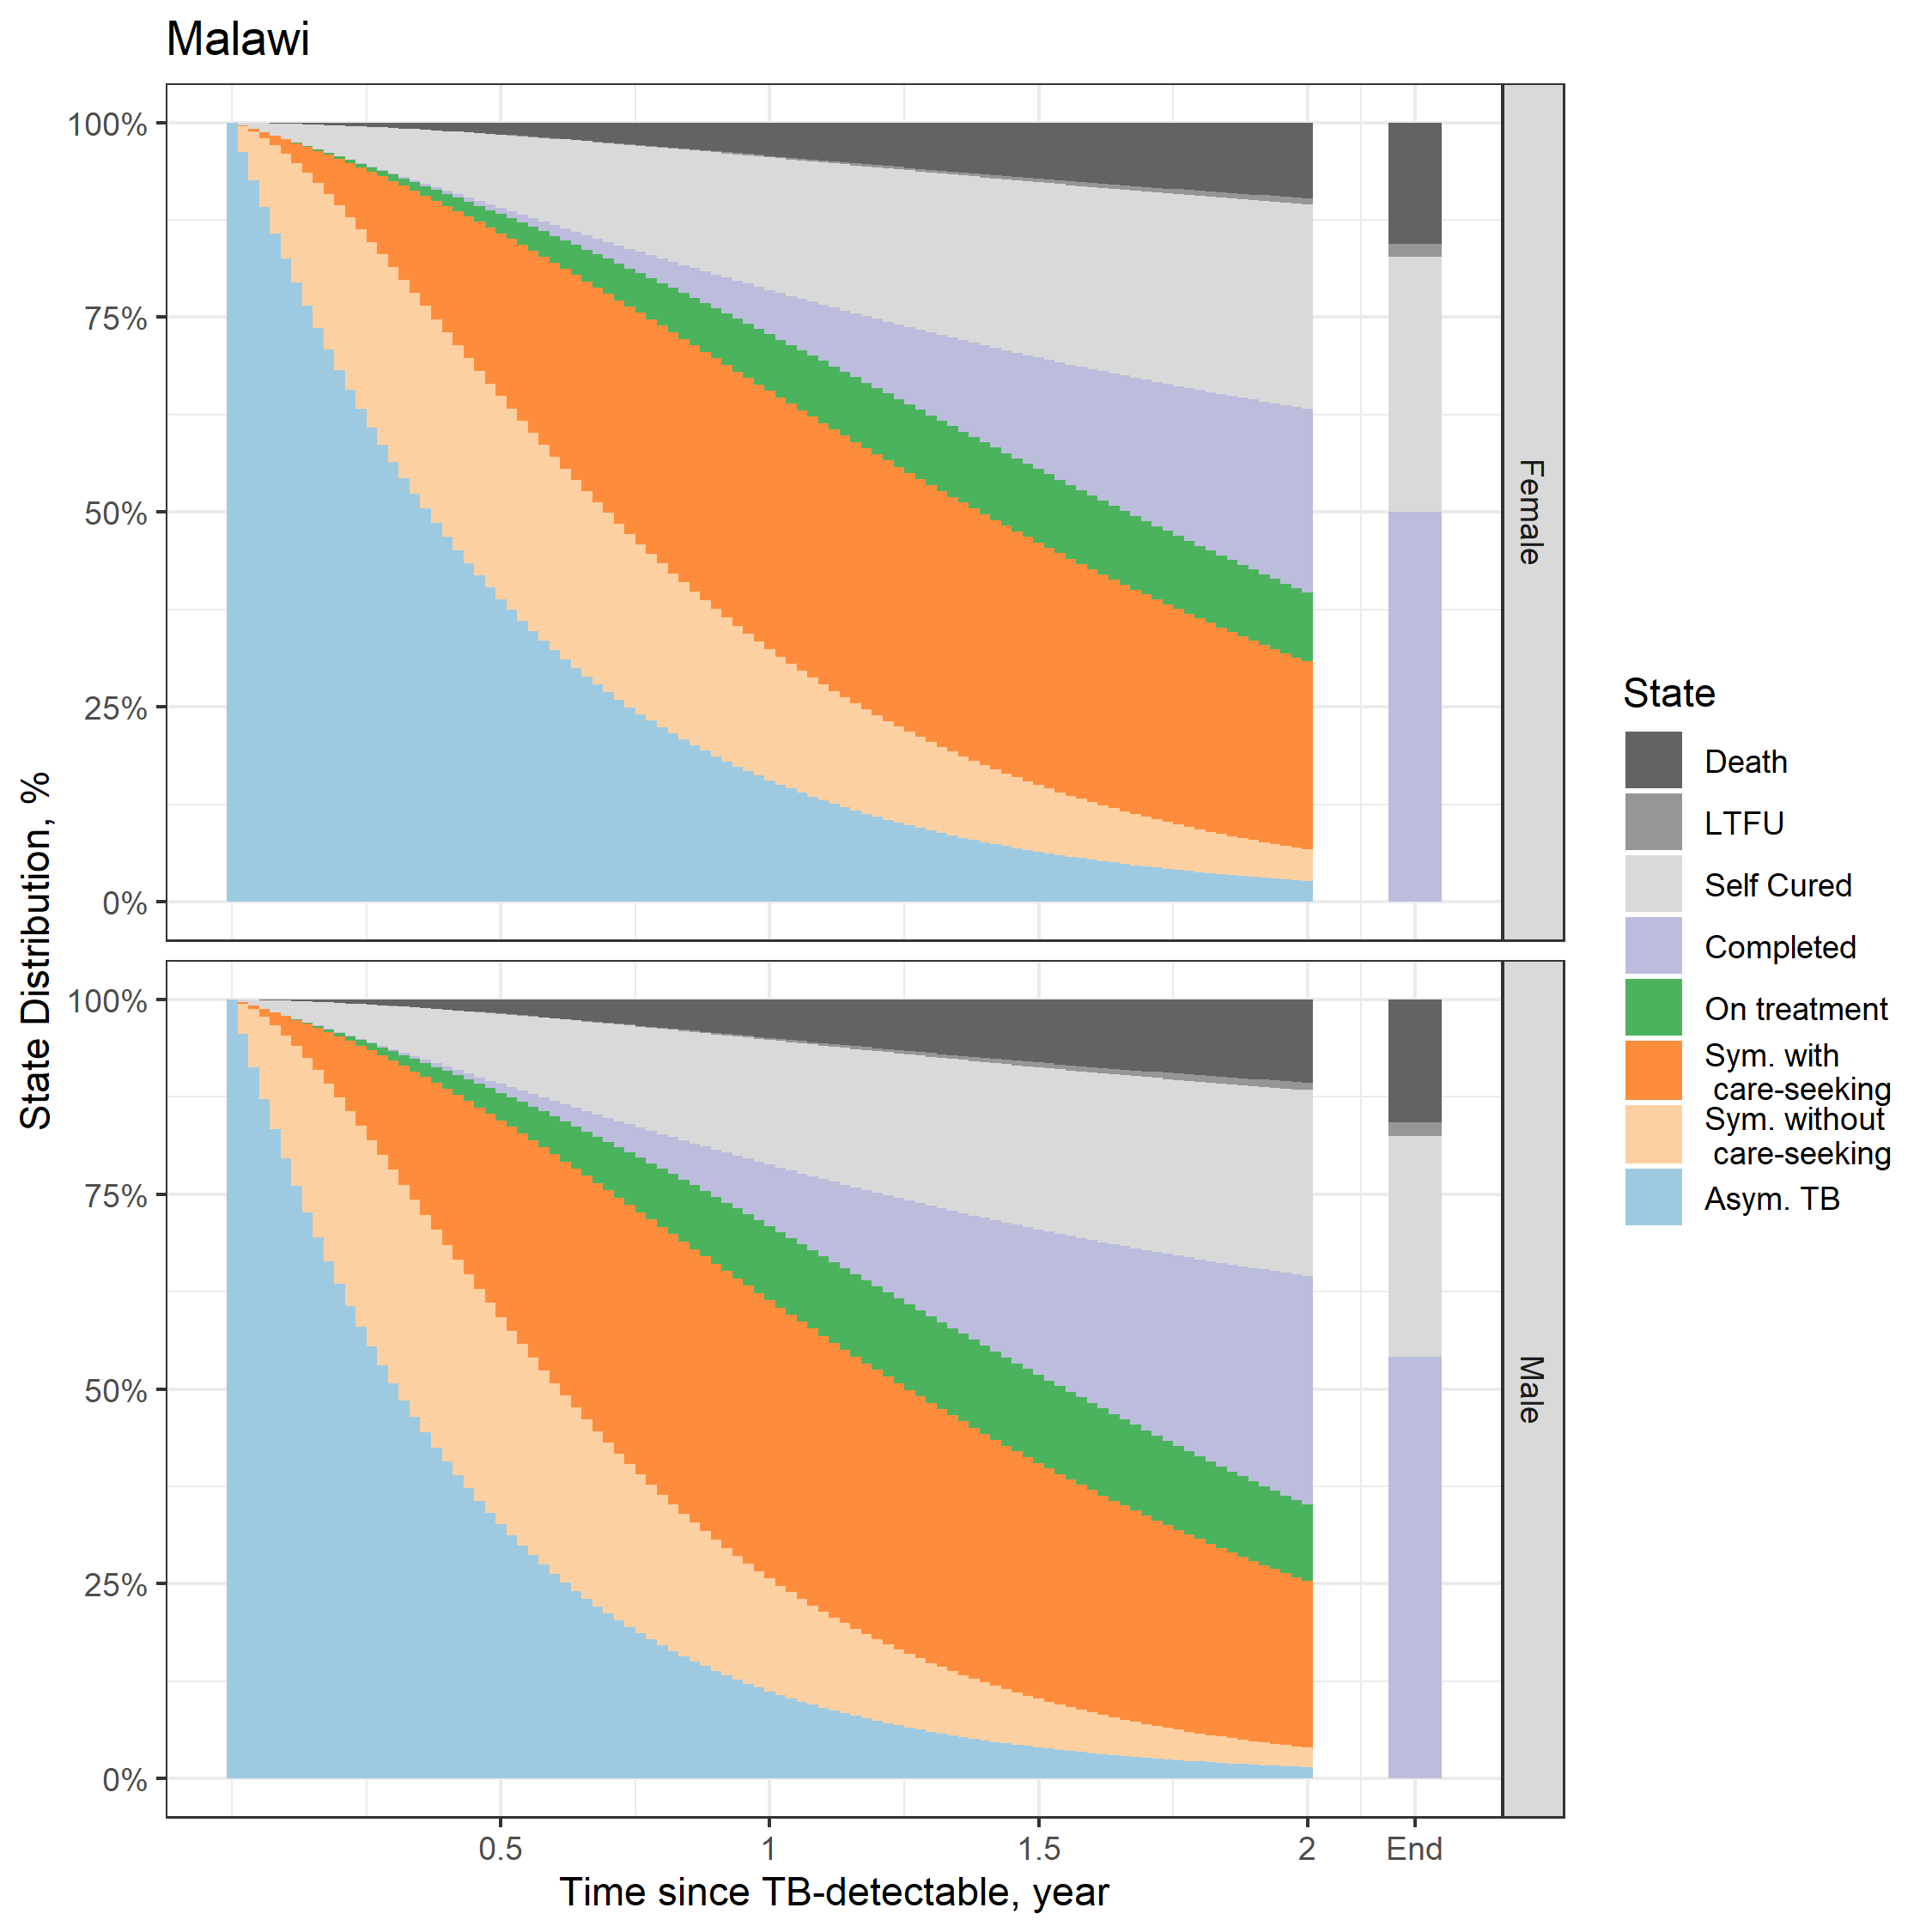 Malawi
State Distribution, %
100%
75%
50%
25%
0%
Female
100%
75%
50%
25%
0%
Male
0.5
1
1.5
2
End
Time since TB-detectable, year
State
Death
LTFU
Self Cured
Completed
On treatment
Sym. with
care-seeking
Sym. without
care-seeking
Asym. TB